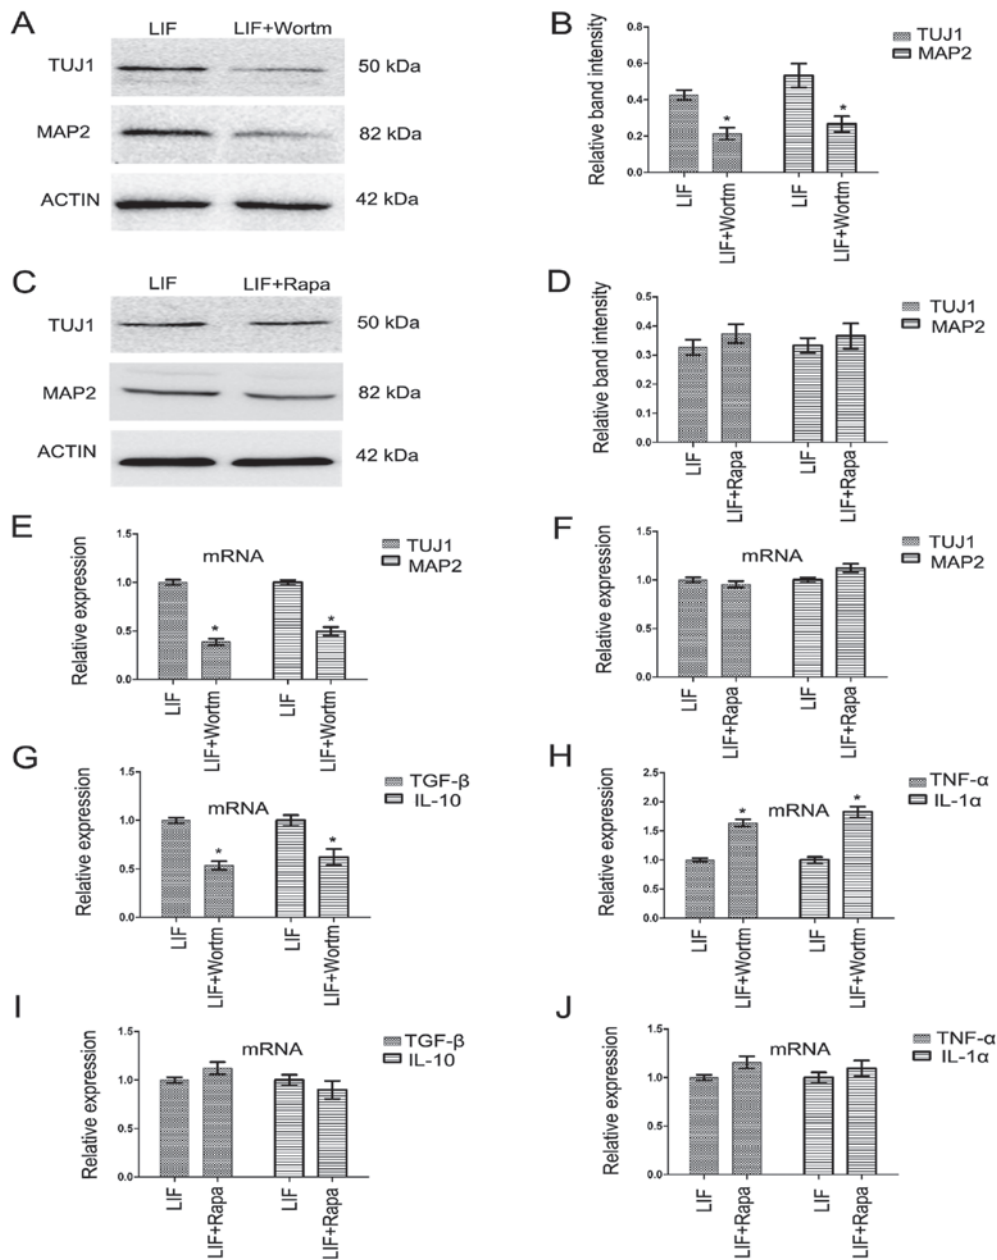 A
LIF LIF+Wortm
TUJ1 50 kDa
MAP2 82 kDa
ACTIN 42 kDa
B
TUJ1
MAP2
Relative band intensity
0.8
0.6
0.4
0.2
0.0
* *
LIF LIF+Wortm LIF LIF+Wortm
C
LIF LIF+Rapa
TUJ1 50 kDa
MAP2 82 kDa
ACTIN 42 kDa
D
TUJ1
MAP2
Relative band intensity
0.5
0.4
0.3
0.2
0.1
0.0
LIF LIF+Rapa LIF LIF+Rapa
E
mRNA
TUJ1
MAP2
Relative expression
1.5
1.0
0.5
0.0
* *
LIF LIF+Wortm LIF LIF+Wortm
F
mRNA
TUJ1
MAP2
Relative expression
1.5
1.0
0.5
0.0
LIF LIF+Rapa LIF LIF+Rapa
G
mRNA
TGF-β
IL-10
Relative expression
1.5
1.0
0.5
0.0
* *
LIF LIF+Wortm LIF LIF+Wortm
H
mRNA
TNF-α
IL-1α
Relative expression
2.5
2.0
1.5
1.0
0.5
0.0
* *
LIF LIF+Wortm LIF LIF+Wortm
I
mRNA
TGF-β
IL-10
Relative expression
1.5
1.0
0.5
0.0
LIF LIF+Rapa LIF LIF+Rapa
J
mRNA
TNF-α
IL-1α
Relative expression
1.5
1.0
0.5
0.0
LIF LIF+Rapa LIF LIF+Rapa